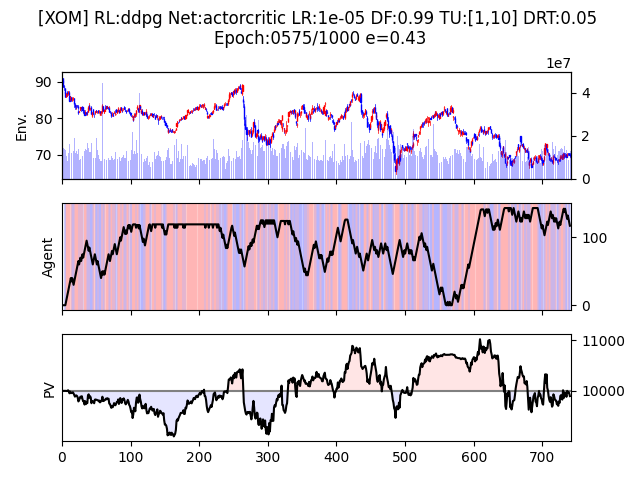 [XOM] RL:ddpg Net:actorcritic LR:1e-05 DF:0.99 TU:[1,10] DRT:0.05
Epoch:0575/1000 e=0.43
1e7
90
80
70
Env.
4
2
0
Agent
100
0
PV
11000
10000
0 100 200 300 400 500 600 700